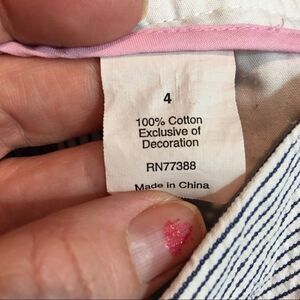 4
100% Cotton
Exclusive of
Decoration
RN77388
Made in China